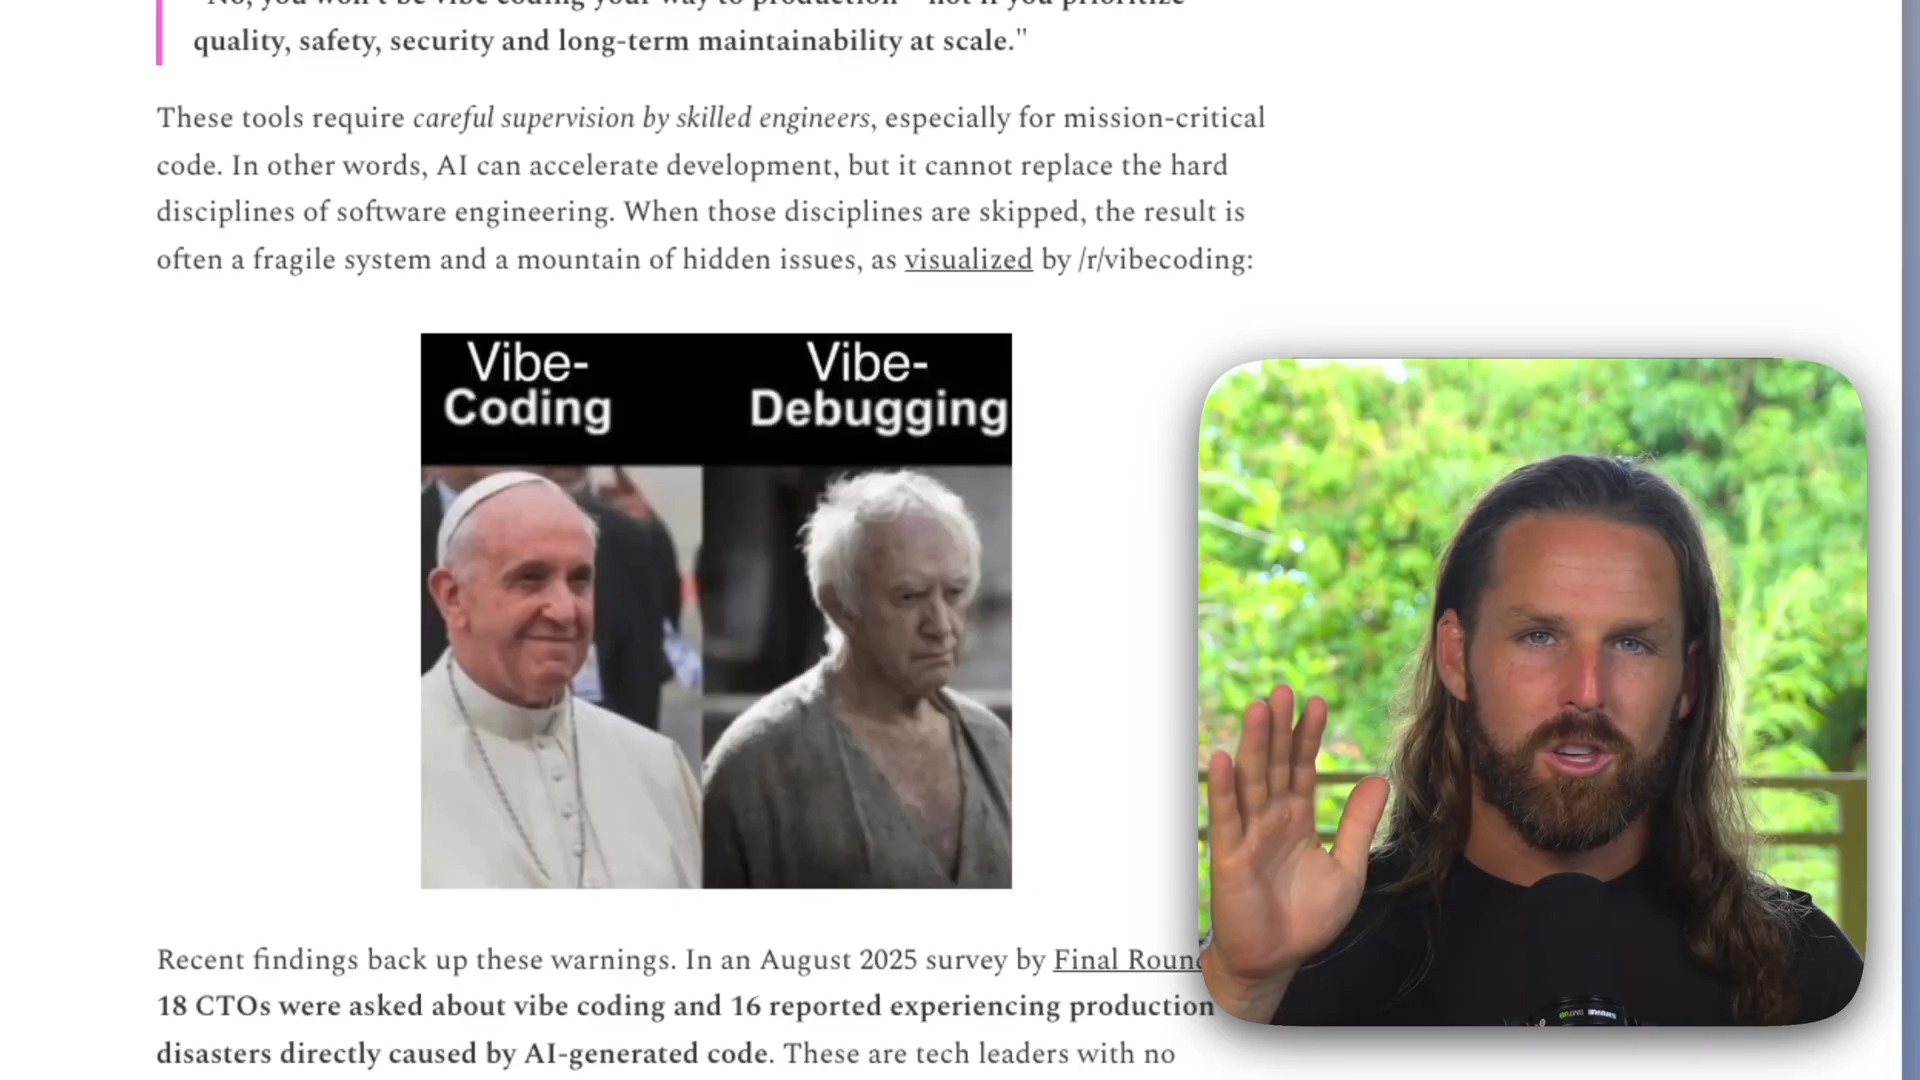 quality, safety, security and long-term maintainability at scale."
These tools require careful supervision by skilled engineers, especially for mission-critical
code. In other words, AI can accelerate development, but it cannot replace the hard
disciplines of software engineering. When those disciplines are skipped, the result is
often a fragile system and a mountain of hidden issues, as visualized by /r/vibecoding:
Vibe-
Coding
Vibe-
Debugging
Recent findings back up these warnings. In an August 2025 survey by Final Roun
18 CTOs were asked about vibe coding and 16 reported experiencing production
disasters directly caused by AI-generated code. These are tech leaders with no